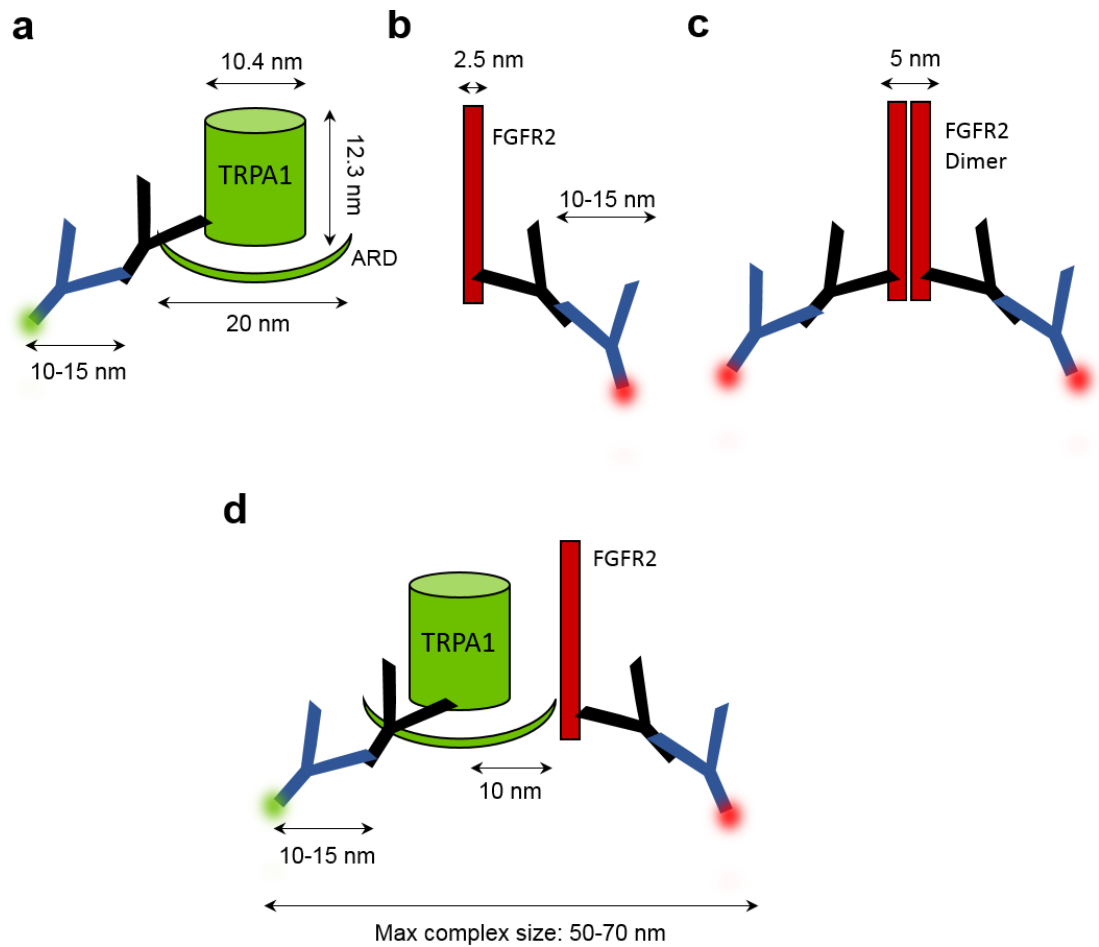 a
10.4 nm
TRPA1
12.3 nm
ARD
20 nm
10-15 nm
b
2.5 nm
FGFR2
10-15 nm
c
5 nm
FGFR2
Dimer
d
FGFR2
TRPA1
10 nm
10-15 nm
Max complex size: 50-70 nm